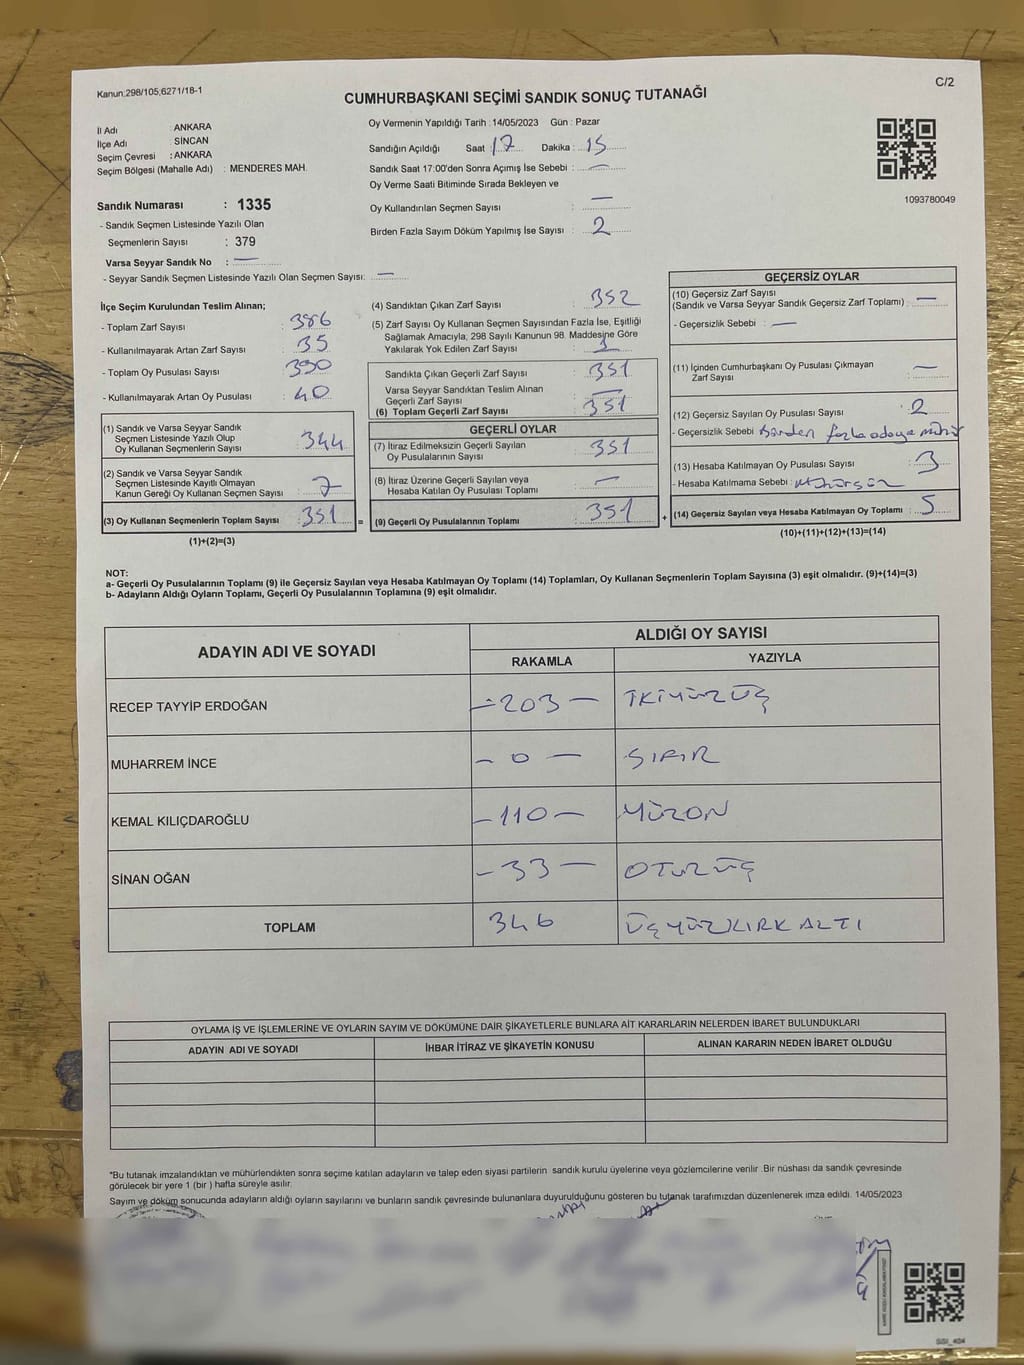 Kanun:298/105,6271/18-1
C/2
CUMHURBAŞKANI SEÇİMİ SANDIK SONUÇ TUTANAĞI
İl Adı : ANKARA
İlçe Adı : SİNCAN
Seçim Çevresi : ANKARA
Seçim Bölgesi (Mahalle Adı) : MENDERES MAH.
Sandık Numarası : 1335
- Sandık Seçmen Listesinde Yazılı Olan
Seçmenlerin Sayısı : 379
Varsa Seyyar Sandık No : —
- Seyyar Sandık Seçmen Listesinde Yazılı Olan Seçmen Sayısı: —
Oy Vermenin Yapıldığı Tarih : 14/05/2023 Gün : Pazar
Sandığın Açıldığı Saat 17 Dakika : 15
Sandık Saat 17:00'den Sonra Açımış İse Sebebi : —
Oy Verme Saati Bitiminde Sırada Bekleyen ve
Oy Kullandırılan Seçmen Sayısı : —
Birden Fazla Sayım Döküm Yapılmış İse Sayısı : 2
1093780049
İlçe Seçim Kurulundan Teslim Alınan;
- Toplam Zarf Sayısı : 386
- Kullanılmayarak Artan Zarf Sayısı : 35
- Toplam Oy Pusulası Sayısı : 390
- Kullanılmayarak Artan Oy Pusulası : 40
(1) Sandık ve Varsa Seyyar Sandık
Seçmen Listesinde Yazılı Olup
Oy Kullanan Seçmenlerin Sayısı : 344
(2) Sandık ve Varsa Seyyar Sandık
Seçmen Listesinde Kayıtlı Olmayan
Kanun Gereği Oy Kullanan Seçmen Sayısı : 7
(3) Oy Kullanan Seçmenlerin Toplam Sayısı : 351 =
(1)+(2)=(3)
(4) Sandıktan Çıkan Zarf Sayısı : 352
(5) Zarf Sayısı Oy Kullanan Seçmen Sayısından Fazla İse, Eşitliği
Sağlamak Amacıyla, 298 Sayılı Kanunun 98. Maddesine Göre
Yakılarak Yok Edilen Zarf Sayısı : 1
Sandıkta Çıkan Geçerli Zarf Sayısı : 351
Varsa Seyyar Sandıktan Teslim Alınan
Geçerli Zarf Sayısı : —
(6) Toplam Geçerli Zarf Sayısı : 351
GEÇERLİ OYLAR
(7) İtiraz Edilmeksizin Geçerli Sayılan
Oy Pusulalarının Sayısı : 351
(8) İtiraz Üzerine Geçerli Sayılan veya
Hesaba Katılan Oy Pusulası Toplamı : —
(9) Geçerli Oy Pusulalarının Toplamı : 351 +
GEÇERSİZ OYLAR
(10) Geçersiz Zarf Sayısı
(Sandık ve Varsa Seyyar Sandık Geçersiz Zarf Toplamı) : —
- Geçersizlik Sebebi : —
(11) İçinden Cumhurbaşkanı Oy Pusulası Çıkmayan
Zarf Sayısı : —
(12) Geçersiz Sayılan Oy Pusulası Sayısı : 2
- Geçersizlik Sebebi : Birden fazla adaya mühür
(13) Hesaba Katılmayan Oy Pusulası Sayısı : 3
- Hesaba Katılmama Sebebi : Mühürsüz
(14) Geçersiz Sayılan veya Hesaba Katılmayan Oy Toplamı : 5
(10)+(11)+(12)+(13)=(14)
NOT:
a- Geçerli Oy Pusulalarının Toplamı (9) ile Geçersiz Sayılan veya Hesaba Katılmayan Oy Toplamı (14) Toplamları, Oy Kullanan Seçmenlerin Toplam Sayısına (3) eşit olmalıdır. (9)+(14)=(3)
b- Adayların Aldığı Oyların Toplamı, Geçerli Oy Pusulalarının Toplamına (9) eşit olmalıdır.
ADAYIN ADI VE SOYADI
ALDIĞI OY SAYISI
RAKAMLA YAZIYLA
RECEP TAYYİP ERDOĞAN -203- İKİYÜZÜÇ
MUHARREM İNCE -0- SIFIR
KEMAL KILIÇDAROĞLU -110- YÜZON
SİNAN OĞAN -33- OTUZÜÇ
TOPLAM 346 ÜÇYÜZKIRKALTI
OYLAMA İŞ VE İŞLEMLERİNE VE OYLARIN SAYIM VE DÖKÜMÜNE DAİR ŞİKAYETLERLE BUNLARA AİT KARARLARIN NELERDEN İBARET BULUNDUKLARI
ADAYIN ADI VE SOYADI İHBAR İTİRAZ VE ŞİKAYETİN KONUSU ALINAN KARARIN NEDEN İBARET OLDUĞU
*Bu tutanak imzalandıktan ve mühürlendikten sonra seçime katılan adayların ve talep eden siyasi partilerin sandık kurulu üyelerine veya gözlemcilerine verilir .Bir nüshası da sandık çevresinde
görülecek bir yere 1 (bir ) hafta süreyle asılır.
Sayım ve döküm sonucunda adayların aldığı oyların sayılarını ve bunların sandık çevresinde bulunanlara duyurulduğunu gösteren bu tutanak tarafımızdan düzenlenerek imza edildi. 14/05/2023